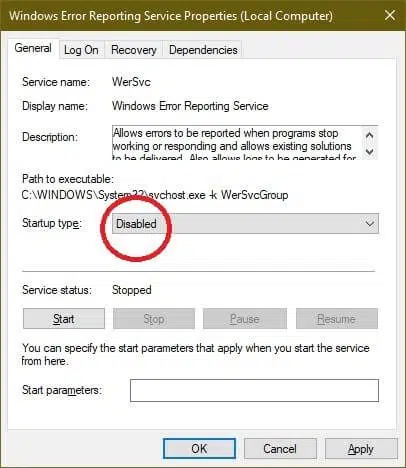 Windows Error Reporting Service Properties (Local Computer)
General Log On Recovery Dependencies
Service name: WerSvc
Display name: Windows Error Reporting Service
Description: Allows errors to be reported when programs stop
working or responding and allows existing solutions
to be delivered. Also allows logs to be generated for
Path to executable:
C:\WINDOWS\System32\svchost.exe -k WerSvcGroup
Startup type: Disabled
Service status: Stopped
Start Stop Pause Resume
You can specify the start parameters that apply when you start the service
from here.
Start parameters:
OK Cancel Apply